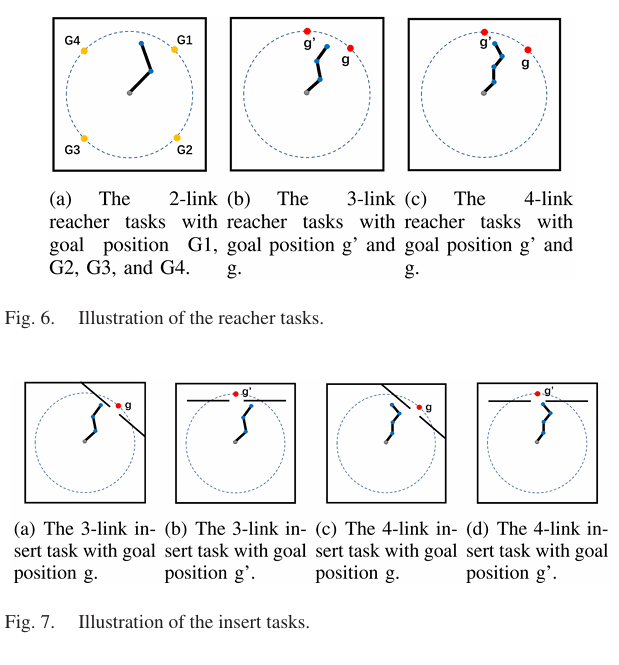 G4
G1
G3
G2
g'
g
g'
g
(a) The 2-link
reacher tasks with
goal position G1,
G2, G3, and G4.
(b) The 3-link
reacher tasks with
goal position g’ and
g.
(c) The 4-link
reacher tasks with
goal position g’ and
g.
Fig. 6. Illustration of the reacher tasks.
g
g'
g
g'
(a) The 3-link in-
sert task with goal
position g.
(b) The 3-link in-
sert task with goal
position g’.
(c) The 4-link in-
sert task with goal
position g.
(d) The 4-link in-
sert task with goal
position g’.
Fig. 7. Illustration of the insert tasks.